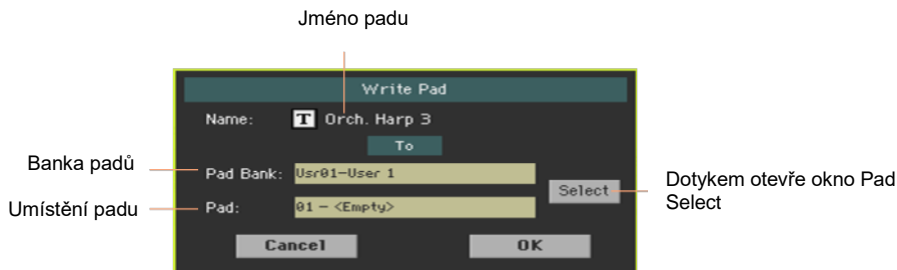 Jméno padu
Write Pad
Name: T Orch. Harp 3
To
Banka padů
Pad Bank: Usr01-User 1
Select
Dotykem otevře okno Pad
Select
Umístění padu
Pad: 01 - <Empty>
Cancel OK